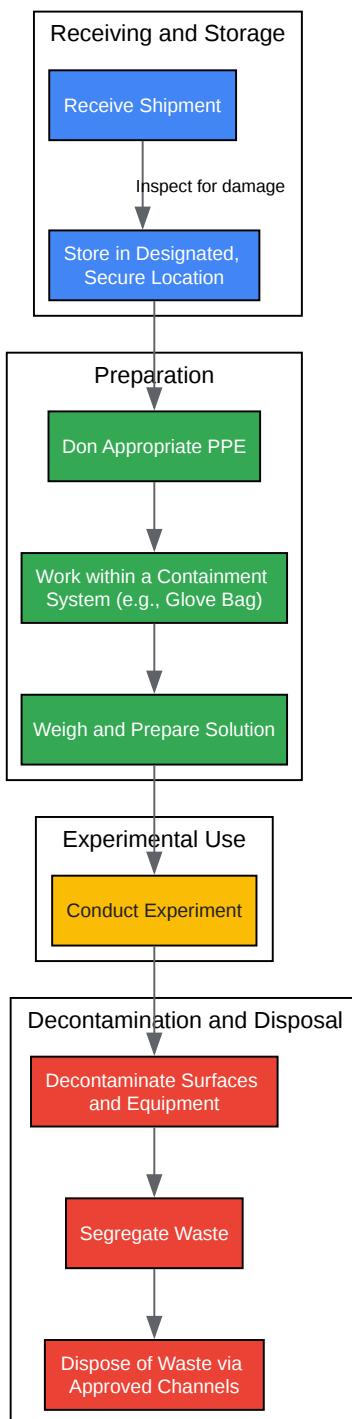 Receiving and Storage
Receive Shipment
Inspect for damage
Store in Designated,
Secure Location
Preparation
Don Appropriate PPE
Work within a Containment
System (e.g., Glove Bag)
Weigh and Prepare Solution
Experimental Use
Conduct Experiment
Decontamination and Disposal
Decontaminate Surfaces
and Equipment
Segregate Waste
Dispose of Waste via
Approved Channels